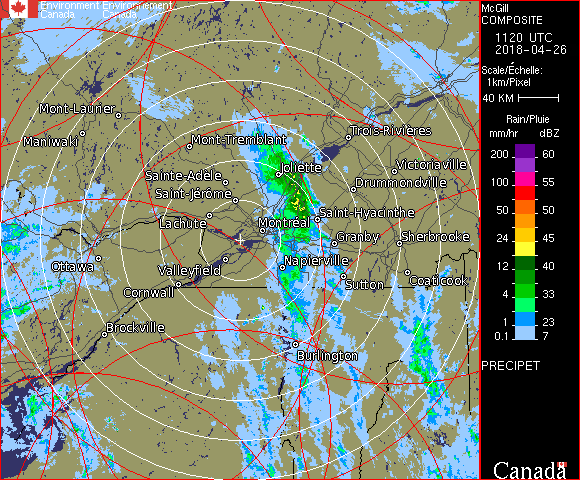 Environment Environnement
Canada Canada
McGill
COMPOSITE
1120 UTC
2018-04-26
Scale/Échelle:
1km/Pixel
40 KM
Rain/Pluie
mm/hr dBZ
200 60
100 55
50 50
24 45
12 40
4 33
1 23
0.1 7
PRECIPET
Canada
Mont-Laurier
Maniwaki
Mont-Tremblant
Trois-Rivières
Joliette
Victoriaville
Sainte-Adèle
Drummondville
Saint-Jérôme
Saint-Hyacinthe
Lachute
Montréal
Granby
Sherbrooke
Ottawa
Valleyfield
Napierville
Cornwall
Sutton
Coaticook
Brockville
Burlington